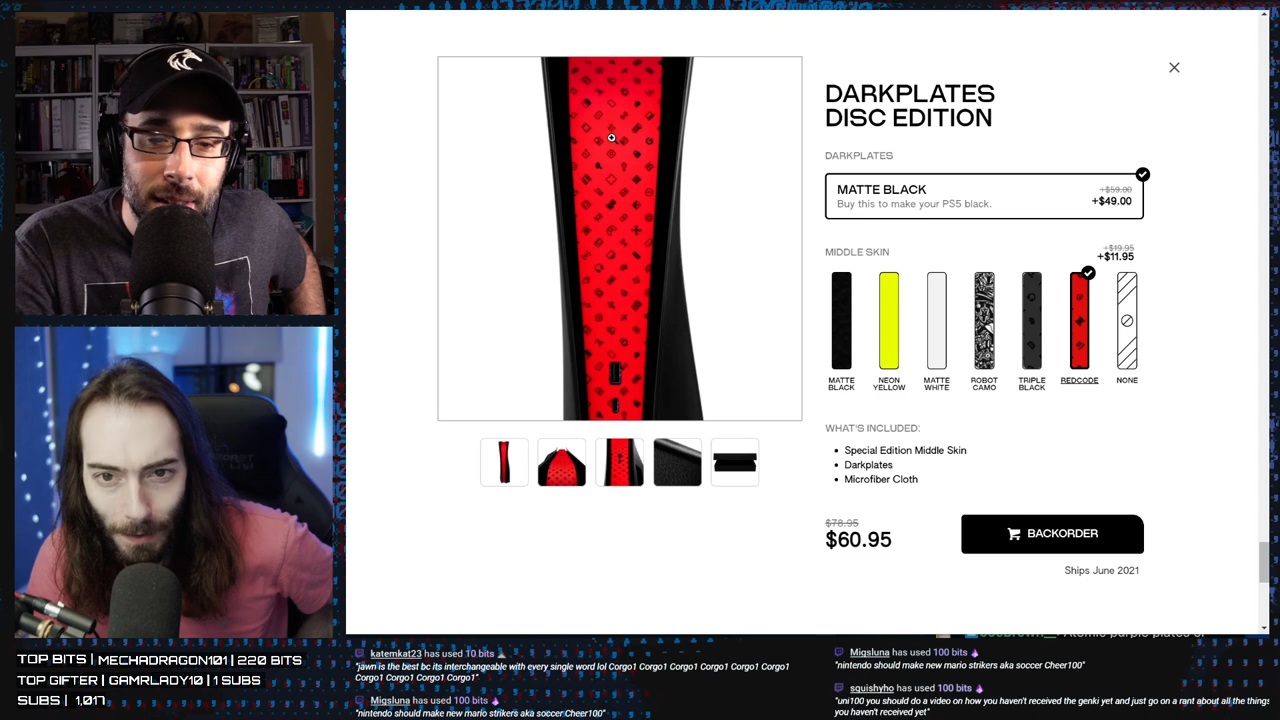 DARKPLATES
DISC EDITION
DARKPLATES
MATTE BLACK
Buy this to make your PS5 black.
+$59.00
+$49.00
MIDDLE SKIN
+$19.95
+$11.95
MATTE
BLACK
NEON
YELLOW
MATTE
WHITE
ROBOT
CAMO
TRIPLE
BLACK
REDCODE
NONE
WHAT'S INCLUDED:
Special Edition Middle Skin
Darkplates
Microfiber Cloth
$78.95
$60.95
BACKORDER
Ships June 2021
TOP BITS | MECHADRAGON101 | 220 BITS
TOP GIFTER | GAMRLADY10 | 1 SUBS
SUBS | 1,017
katemkat23 has used 10 bits
"jawn is the best bc its interchangeable with every single word lol Corgo1 Corgo1 Corgo1 Corgo1 Corgo1 Corgo1
Corgo1 Corgo1 Corgo1 Corgo1"
Miqsluna has used 100 bits
"nintendo should make new mario strikers aka soccer Cheer100"
Miqsluna has used 100 bits
"nintendo should make new mario strikers aka soccer Cheer100"
squishyho has used 100 bits
"uni100 you should do a video on how you haven't received the genki yet and just go on a rant about all the things
you haven't received yet"